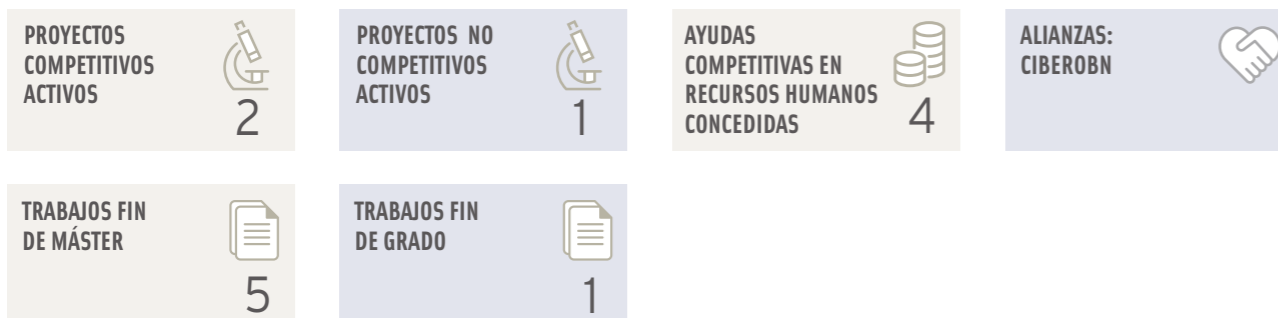 PROYECTOS
COMPETITIVOS
ACTIVOS
2
PROYECTOS NO
COMPETITIVOS
ACTIVOS
1
AYUDAS
COMPETITIVAS EN
RECURSOS HUMANOS
CONCEDIDAS
4
ALIANZAS:
CIBEROBN
TRABAJOS FIN
DE MÁSTER
5
TRABAJOS FIN
DE GRADO
1